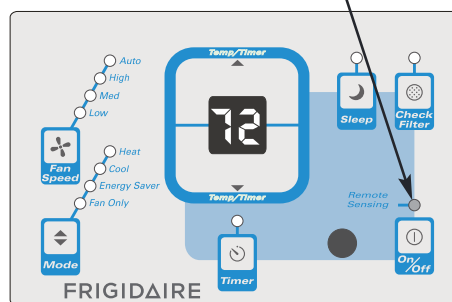 Temp/Timer
Auto
High
Med
Low
72
Sleep
Check
Filter
Fan
Speed
Heat
Cool
Energy Saver
Fan Only
Temp/Timer
Remote
Sensing
Mode
Timer
On/Off
FRIGIDAIRE